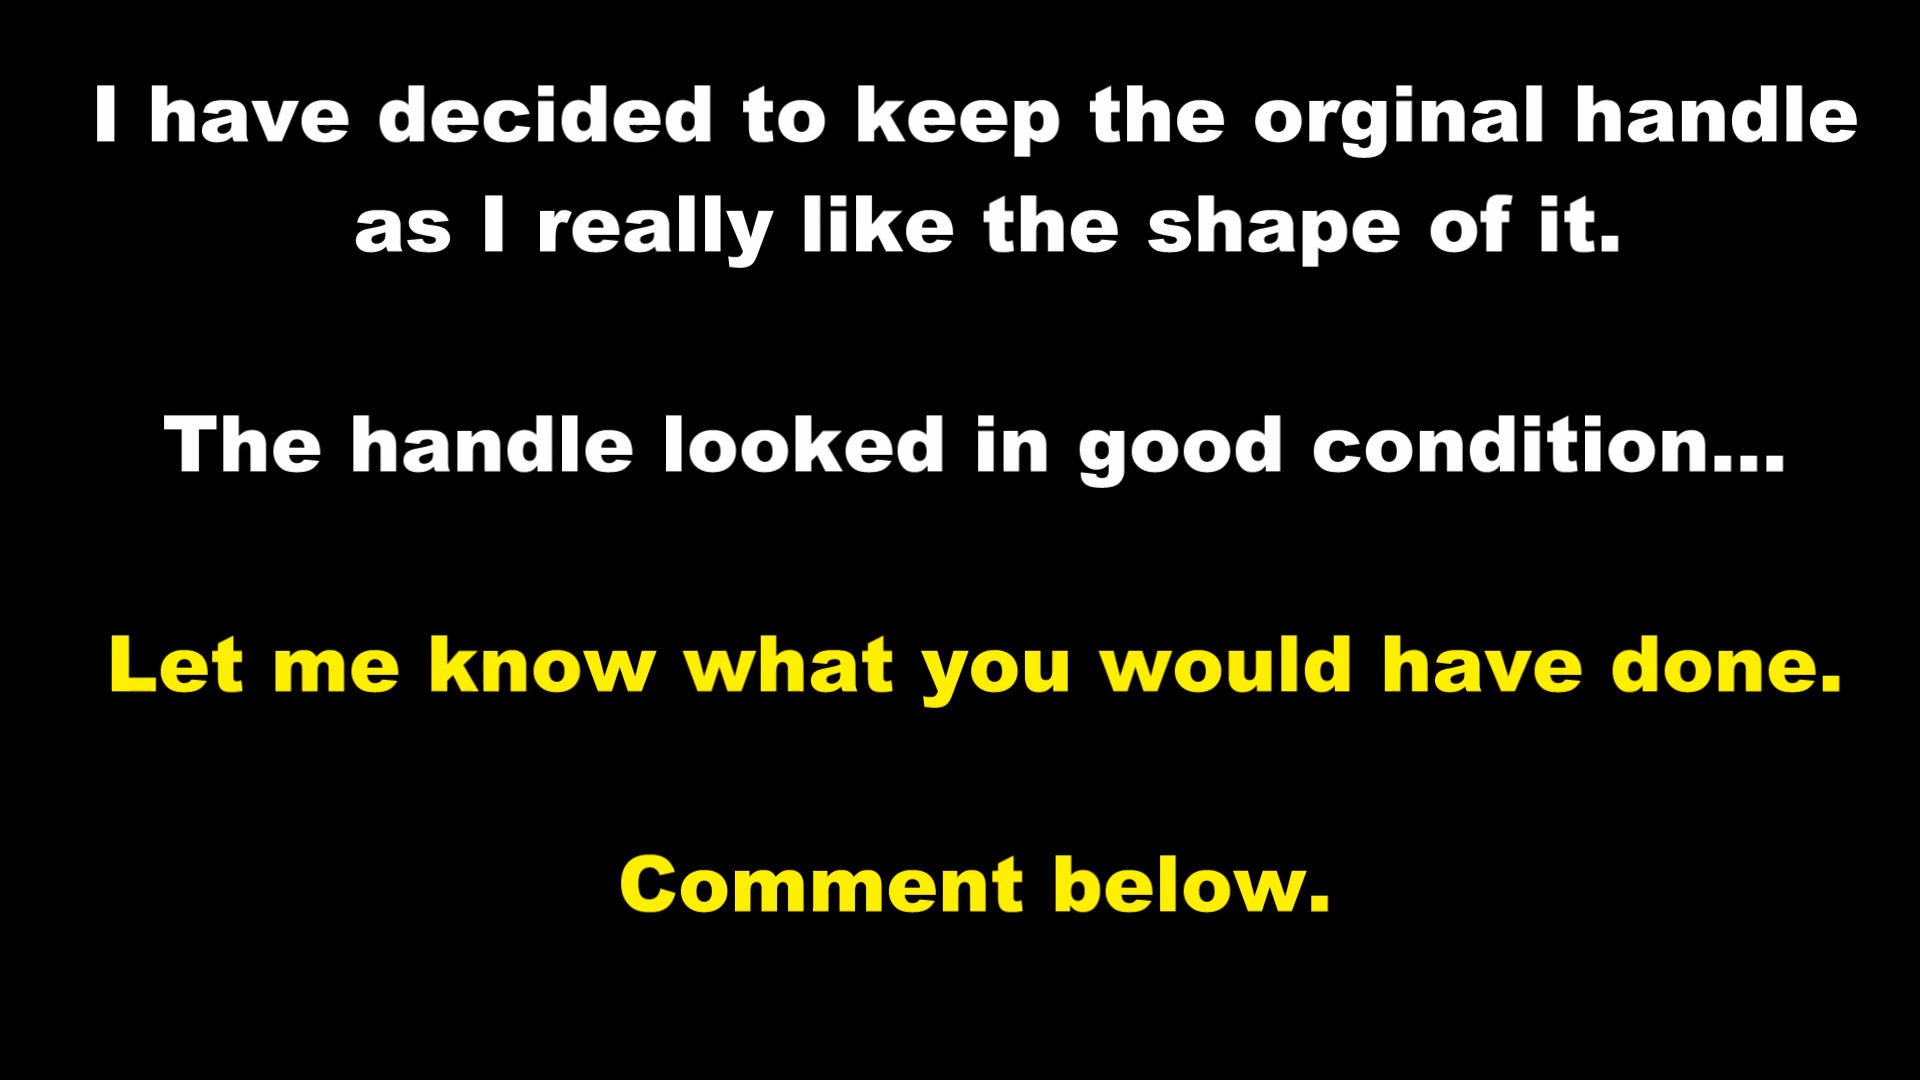 I have decided to keep the orginal handle
as I really like the shape of it.
The handle looked in good condition...
Let me know what you would have done.
Comment below.